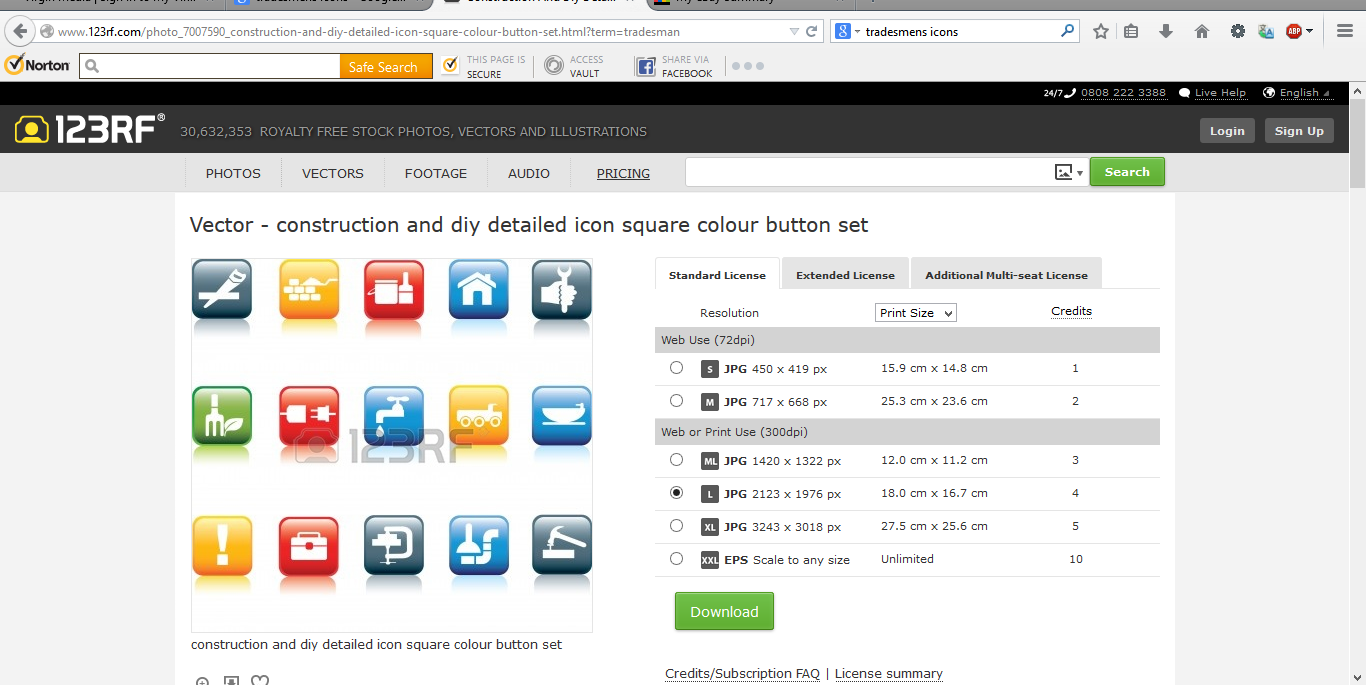 www.123rf.com/photo_7007590_construction-and-diy-detailed-icon-square-colour-button-set.html?term=tradesman
tradesmens icons
ABP
Norton
Safe Search
THIS PAGE IS
SECURE
ACCESS
VAULT
SHARE VIA
FACEBOOK
24/7 0808 222 3388 Live Help English
123RF® 30,632,353 ROYALTY FREE STOCK PHOTOS, VECTORS AND ILLUSTRATIONS Login Sign Up
PHOTOS VECTORS FOOTAGE AUDIO PRICING Search
Vector - construction and diy detailed icon square colour button set
123RF
construction and diy detailed icon square colour button set
Standard License Extended License Additional Multi-seat License
Resolution Print Size Credits
Web Use (72dpi)
S JPG 450 x 419 px 15.9 cm x 14.8 cm 1
M JPG 717 x 668 px 25.3 cm x 23.6 cm 2
Web or Print Use (300dpi)
ML JPG 1420 x 1322 px 12.0 cm x 11.2 cm 3
L JPG 2123 x 1976 px 18.0 cm x 16.7 cm 4
XL JPG 3243 x 3018 px 27.5 cm x 25.6 cm 5
XXL EPS Scale to any size Unlimited 10
Download
Credits/Subscription FAQ | License summary